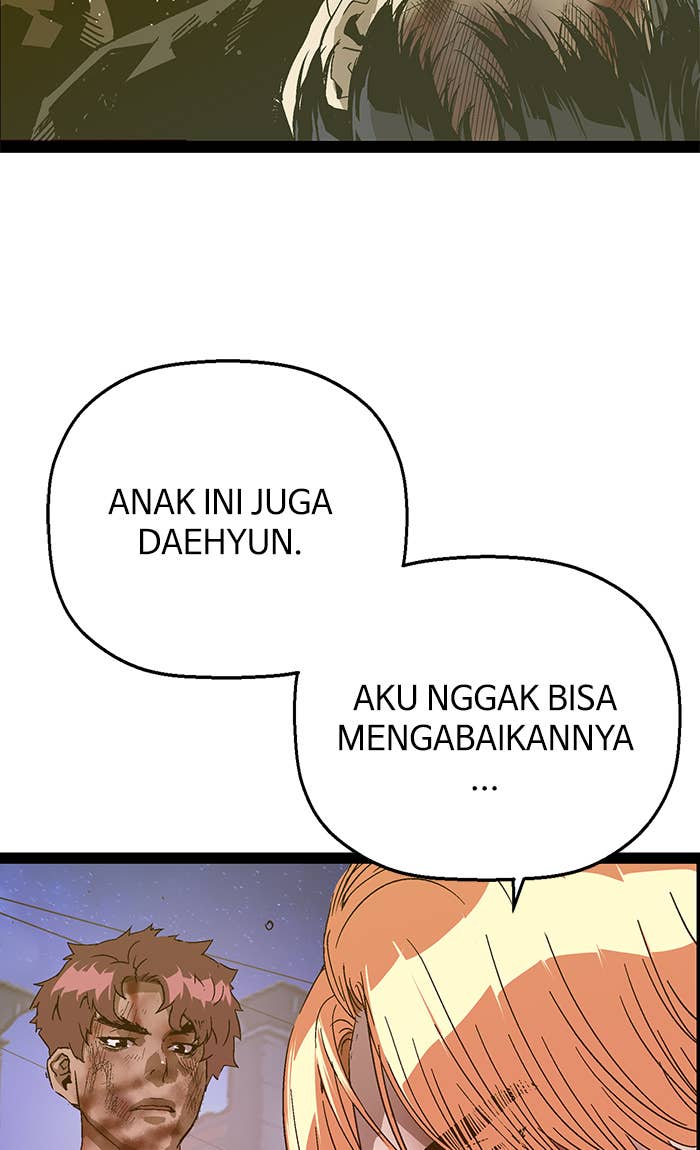 ANAK INI JUGA
DAEHYUN.
AKU NGGAK BISA
MENGABAIKANNYA
...